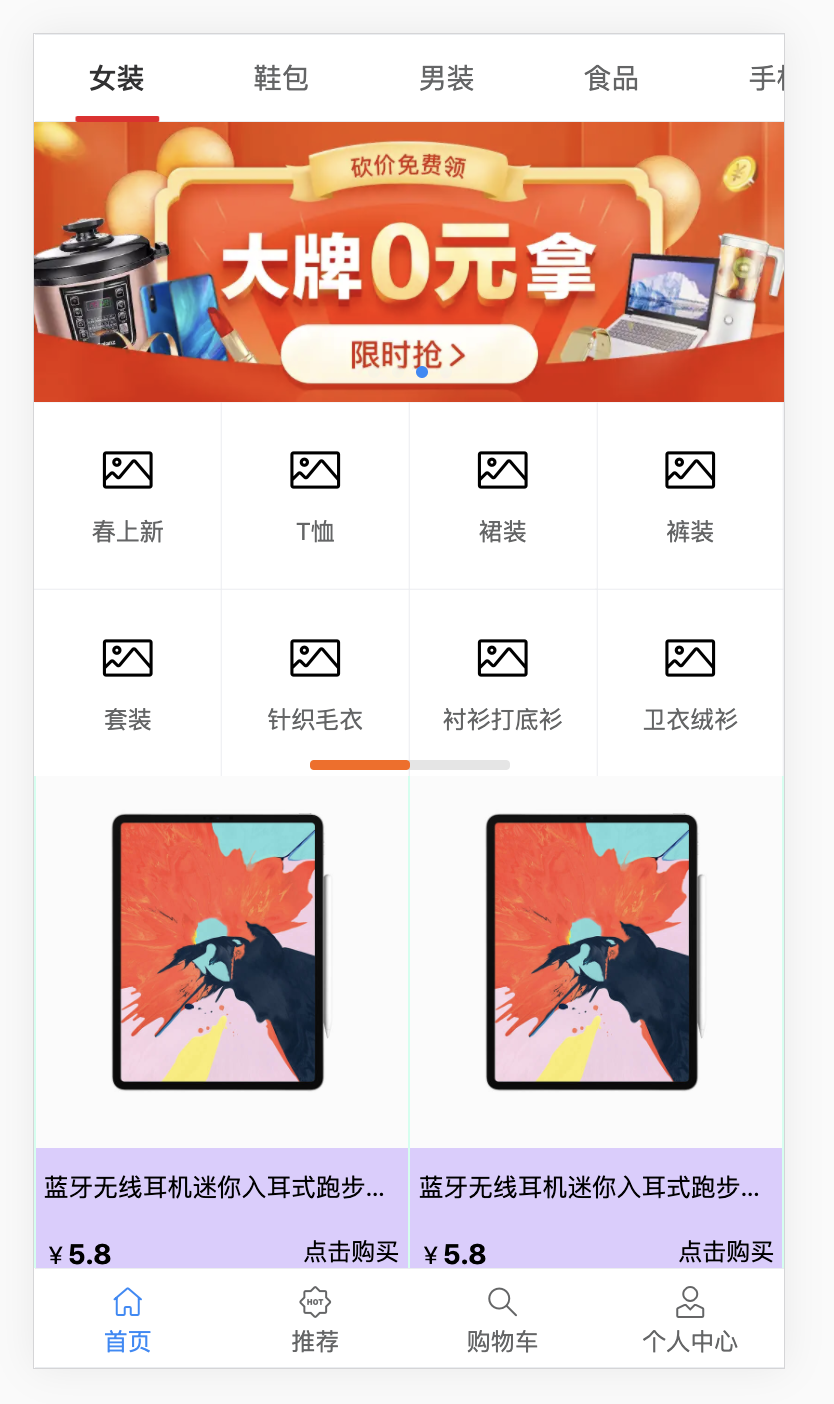 女装 鞋包 男装 食品 手机
砍价免费领
大牌0元拿
限时抢 >
春上新 T恤 裙装 裤装
套装 针织毛衣 衬衫打底衫 卫衣绒衫
蓝牙无线耳机迷你入耳式跑步... 蓝牙无线耳机迷你入耳式跑步...
￥5.8 点击购买 ￥5.8 点击购买
HOT
首页 推荐 购物车 个人中心